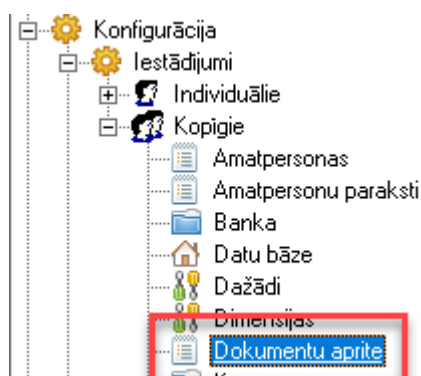 Konfigurācija
Iestādījumi
Individuālie
Kopīgie
Amatpersonas
Amatpersonu paraksti
Banka
Datu bāze
Dažādi
Dimensijas
Dokumentu aprite